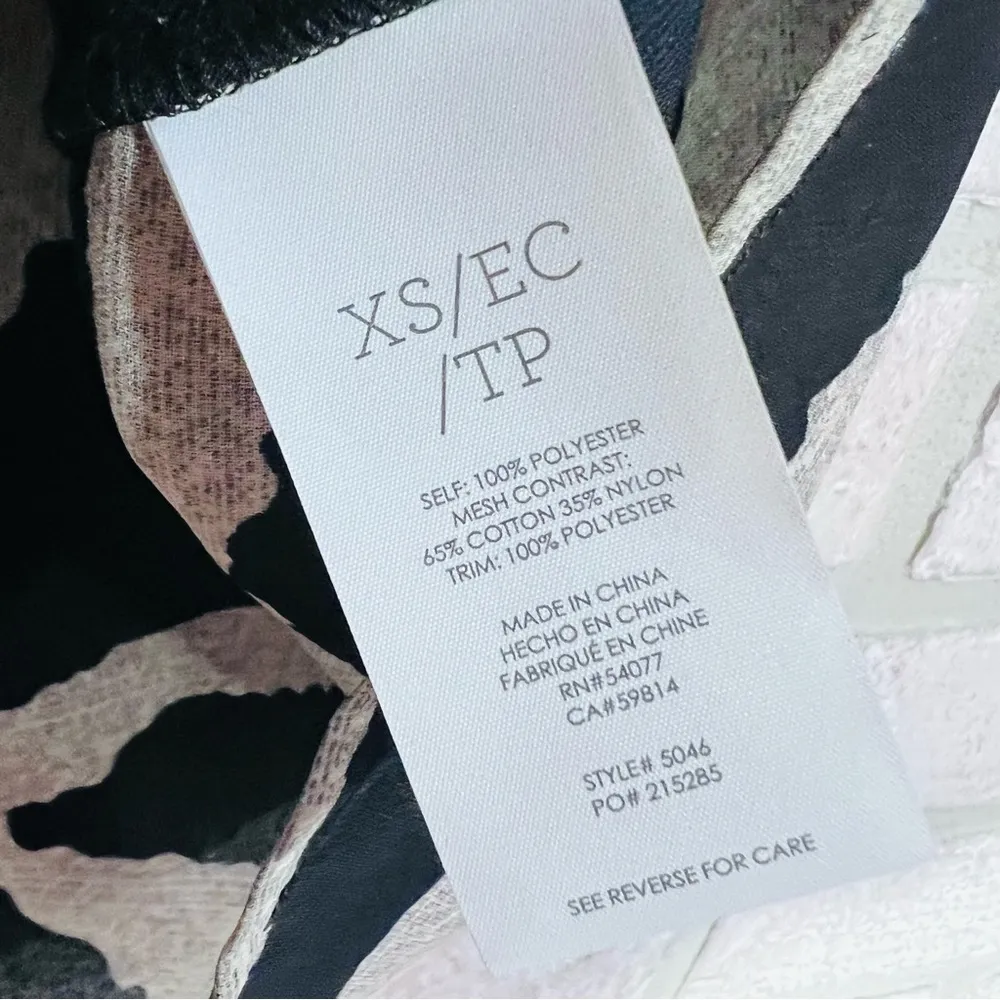 XS/EC
/TP
SELF: 100% POLYESTER
MESH CONTRAST:
65% COTTON 35% NYLON
TRIM: 100% POLYESTER
MADE IN CHINA
HECHO EN CHINA
FABRIQUÉ EN CHINE
RN#54077
CA#59814
STYLE# 5046
PO# 215285
SEE REVERSE FOR CARE